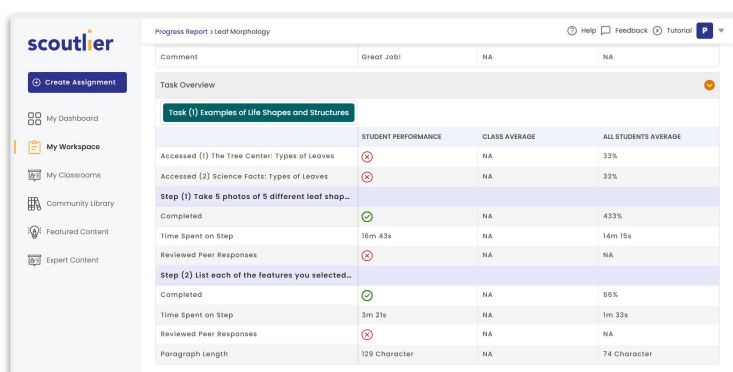 scoutlier
Progress Report > Leaf Morphology
Help
Feedback
Tutorial
P
Create Assignment
My Dashboard
My Workspace
My Classrooms
Community Library
Featured Content
Expert Content
Comment Great Job! NA NA
Task Overview
Task (1) Examples of Life Shapes and Structures
STUDENT PERFORMANCE CLASS AVERAGE ALL STUDENTS AVERAGE
Accessed (1) The Tree Center: Types of Leaves NA 33%
Accessed (2) Science Facts: Types of Leaves NA 33%
Step (1) Take 5 photos of 5 different leaf shap...
Completed NA 433%
Time Spent on Step 16m 43s NA 14m 15s
Reviewed Peer Responses NA NA
Step (2) List each of the features you selected...
Completed NA 66%
Time Spent on Step 3m 21s NA 1m 33s
Reviewed Peer Responses NA NA
Paragraph Length 129 Character NA 74 Character